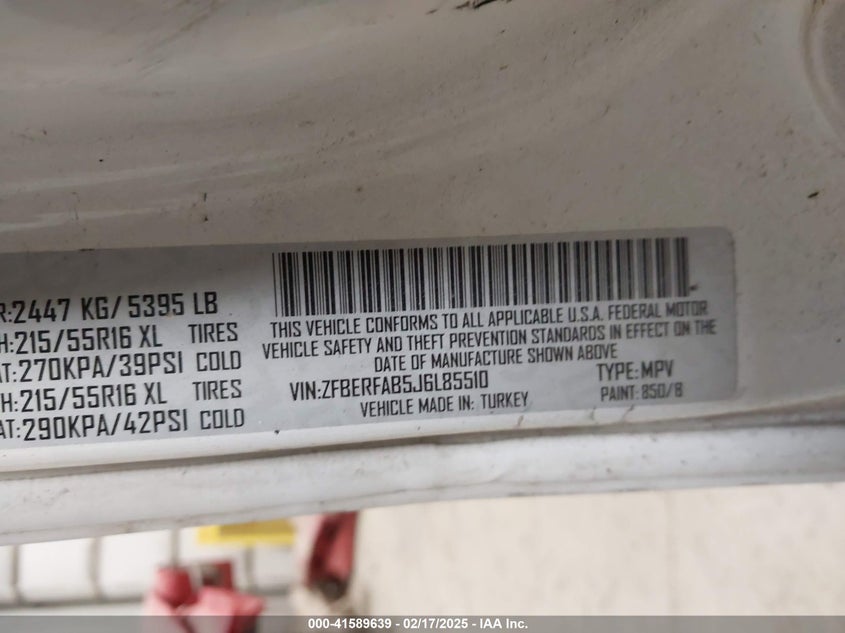 R:2447 KG/ 5395 LB
H:215/55R16 XL TIRES
AT:270KPA/39PSI COLD
H:215/55R16 XL TIRES
AT:290KPA/42PSI COLD
THIS VEHICLE CONFORMS TO ALL APPLICABLE U.S.A. FEDERAL MOTOR
VEHICLE SAFETY AND THEFT PREVENTION STANDARDS IN EFFECT ON THE
DATE OF MANUFACTURE SHOWN ABOVE
VIN:ZFBERFAB5J6L85510 TYPE:MPV
VEHICLE MADE IN: TURKEY PAINT: 850/8
000-41589639 — 02/17/2025 — IAA Inc.